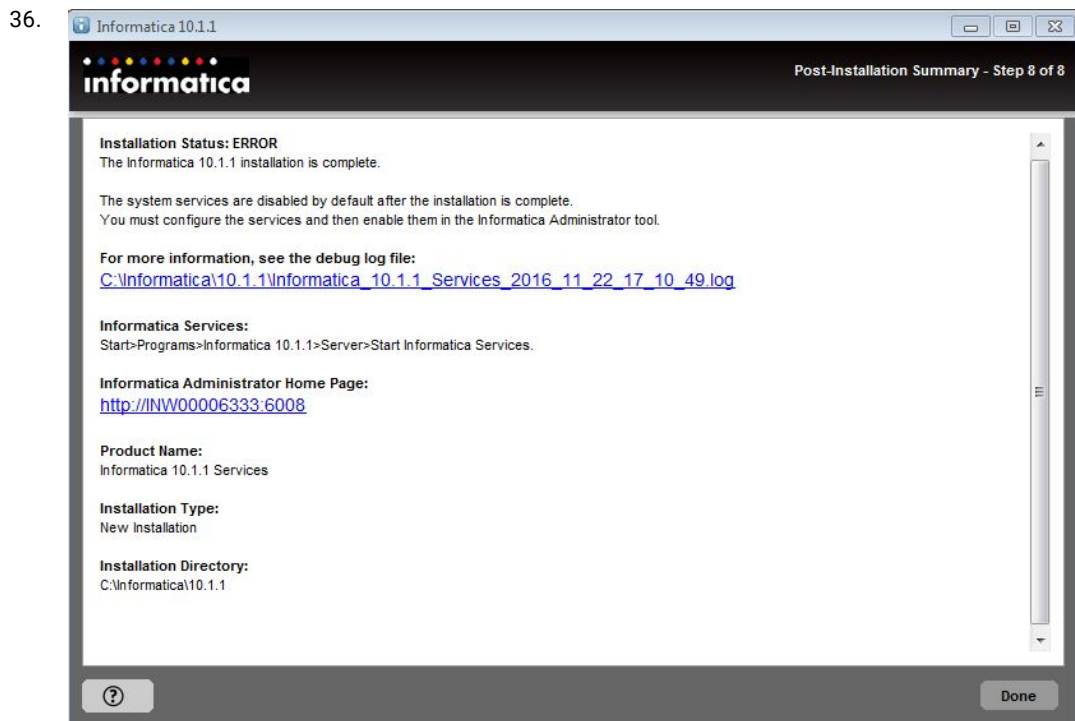 36.
Informatica 10.1.1
informatica
Post-Installation Summary - Step 8 of 8
Installation Status: ERROR
The Informatica 10.1.1 installation is complete.
The system services are disabled by default after the installation is complete.
You must configure the services and then enable them in the Informatica Administrator tool.
For more information, see the debug log file:
C:\Informatica\10.1.1\Informatica_10.1.1_Services_2016_11_22_17_10_49.log
Informatica Services:
Start>Programs>Informatica 10.1.1>Server>Start Informatica Services.
Informatica Administrator Home Page:
http://INW00006333:6008
Product Name:
Informatica 10.1.1 Services
Installation Type:
New Installation
Installation Directory:
C:\Informatica\10.1.1
?
Done